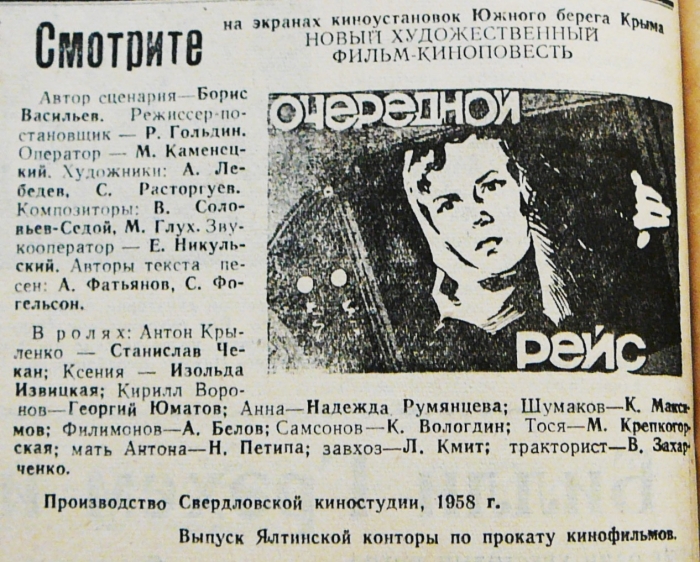 Смотрите
на экранах киноустановок Южного берега Крыма
НОВЫЙ ХУДОЖЕСТВЕННЫЙ
ФИЛЬМ-КИНОПОВЕСТЬ
Автор сценария—Борис
Васильев. Режиссер-по-
становщик — Р. Гольдин.
Оператор — М. Каменец-
кий. Художники: А. Ле-
бедев, С. Расторгуев.
Композиторы: В. Соло-
вьев-Седой, М. Глух. Зву-
кооператор — Е. Никуль-
ский. Авторы текста пе-
сен: А. Фатьянов, С. Фо-
гельсон.
ОЧЕРЕДНОЙ
РЕЙС
В ролях: Антон Кры-
ленко — Станислав Че-
кан; Ксения — Изольда
Извицкая; Кирилл Воро-
нов—Георгий Юматов; Анна—Надежда Румянцева; Шумаков—К. Макси-
мов; Филимонов—А. Белов; Самсонов—К. Вологдин; Тося—М. Крепкогор-
ская; мать Антона—Н. Петипа; завхоз—Л. Кмит; тракторист—В. Захар-
ченко.
Производство Свердловской киностудии, 1958 г.
Выпуск Ялтинской конторы по прокату кинофильмов.